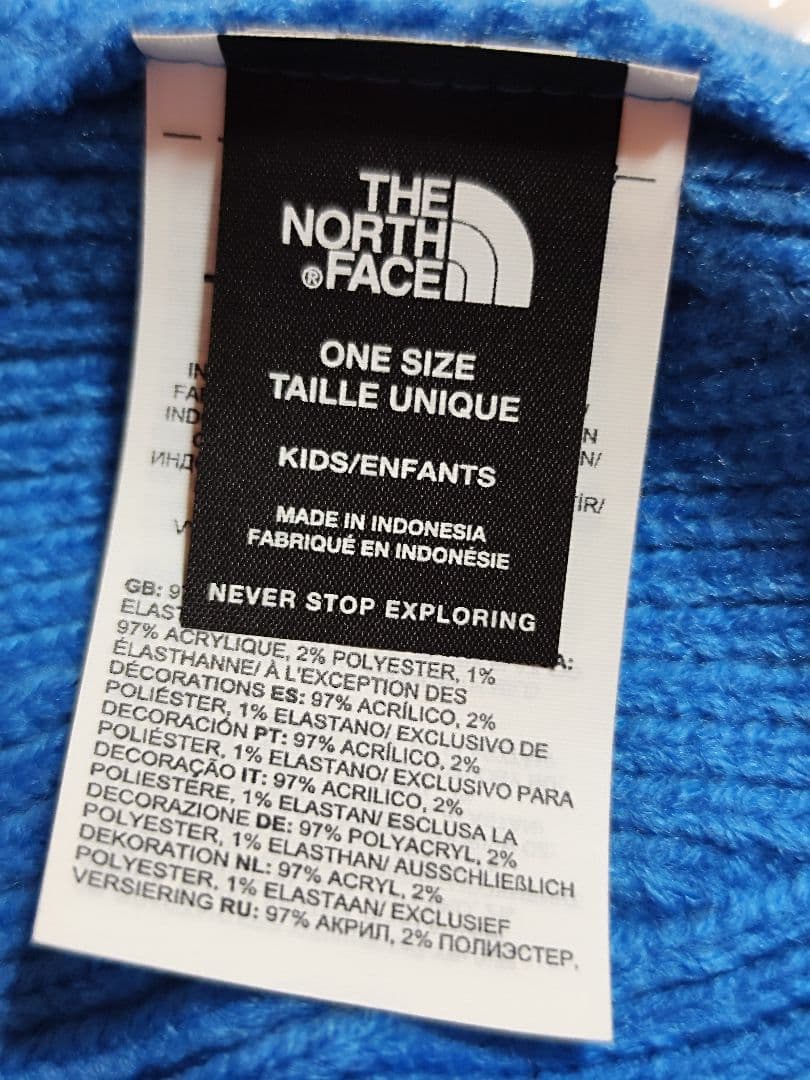 THE
NORTH
®FACE
ONE SIZE
TAILLE UNIQUE
KIDS/ENFANTS
MADE IN INDONESIA
FABRIQUÉ EN INDONÉSIE
NEVER STOP EXPLORING
GB:
97% ACRYLIQUE, 2% POLYESTER, 1%
ÉLASTHANNE/ À L'EXCEPTION DES
DÉCORATIONS ES: 97% ACRÍLICO, 2%
POLIÉSTER, 1% ELASTANO/ EXCLUSIVO DE
DECORACIÓN PT: 97% ACRÍLICO, 2%
POLIÉSTER, 1% ELASTANO/ EXCLUSIVO PARA
DECORAÇÃO IT: 97% ACRILICO, 2%
POLIESTERE, 1% ELASTAN/ ESCLUSA LA
DECORAZIONE DE: 97% POLYACRYL, 2%
POLYESTER, 1% ELASTHAN/ AUSSCHLIEßLICH
DEKORATION NL: 97% ACRYL, 2%
POLYESTER, 1% ELASTAAN/ EXCLUSIEF
VERSIERING RU: 97% АКРИЛ, 2% ПОЛИЭСТЕР,